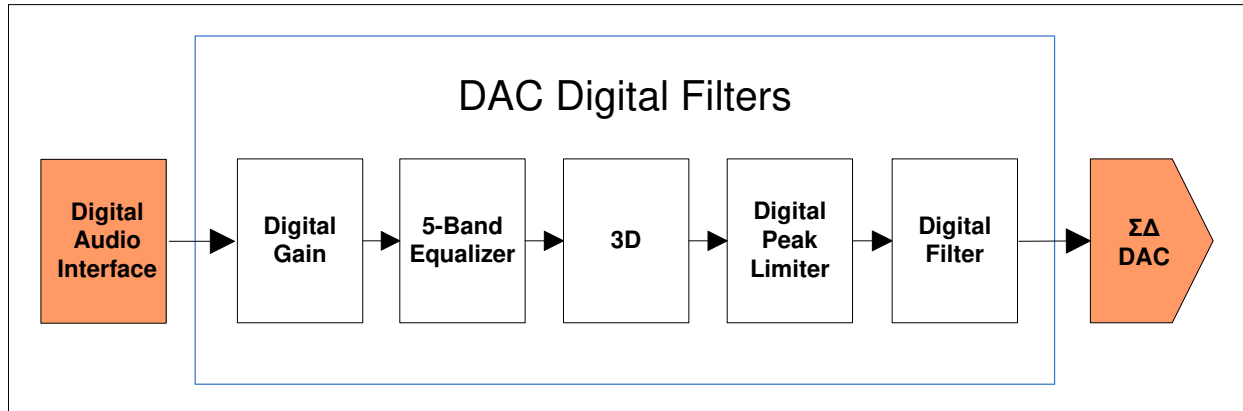 DAC Digital Filters
Digital
Audio
Interface
Digital
Gain
5-Band
Equalizer
3D
Digital
Peak
Limiter
Digital
Filter
ΣΔ
DAC